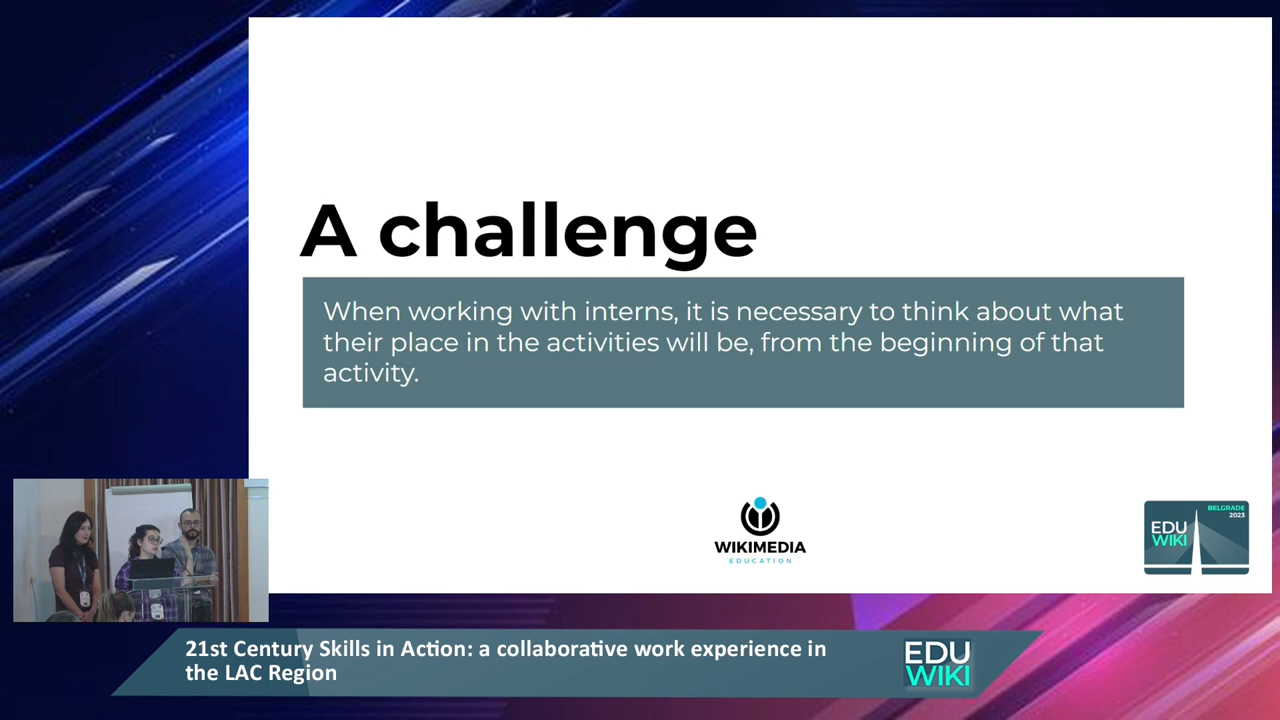 A challenge
When working with interns, it is necessary to think about what
their place in the activities will be, from the beginning of that
activity.
WIKIMEDIA
EDUCATION
BELGRADE
2023
EDU
WIKI
21st Century Skills in Action: a collaborative work experience in
the LAC Region
EDU
WIKI